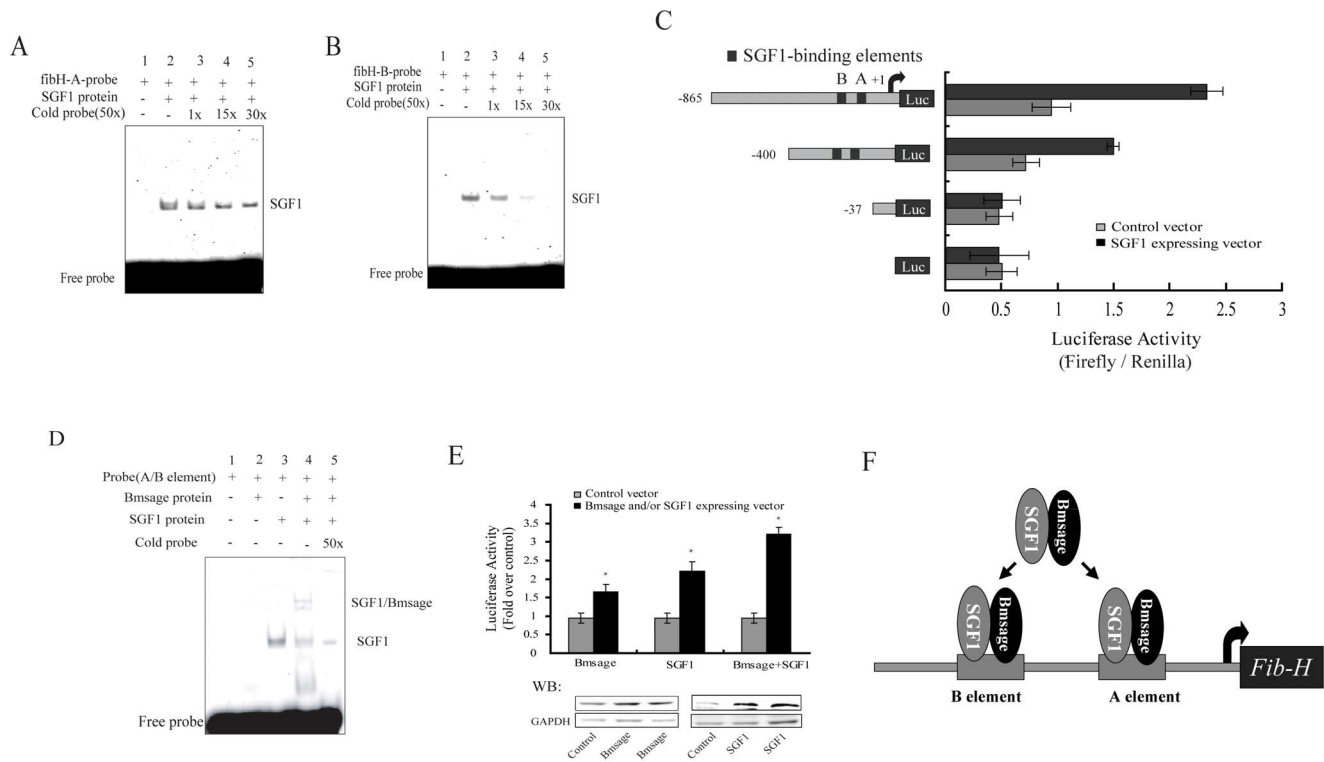 A
1 2 3 4 5
fibH-A-probe + + + + +
SGF1 protein - + + + +
Cold probe(50x) - - 1x 15x 30x
SGF1
Free probe
B
1 2 3 4 5
fibH-B-probe + + + + +
SGF1 protein - + + + +
Cold probe(50x) - - 1x 15x 30x
SGF1
Free probe
C
SGF1-binding elements
B A +1
-865 Luc
-400 Luc
-37 Luc
Luc
Control vector
SGF1 expressing vector
0 0.5 1 1.5 2 2.5 3
Luciferase Activity
(Firefly / Renilla)
D
1 2 3 4 5
Probe(A/B element) + + + + +
Bmsage protein - + - + +
SGF1 protein - - + + +
Cold probe - - - - 50x
SGF1/Bmsage
SGF1
Free probe
E
Control vector
Bmsage and/or SGF1 expressing vector
Luciferase Activity
(Fold over control)
4
3.5
3
2.5
2
1.5
1
0.5
0
* * *
Bmsage SGF1 Bmsage+SGF1
WB:
GAPDH
Control Bmsage Bmsage Control SGF1 SGF1
F
SGF1 Bmsage
SGF1 Bmsage SGF1 Bmsage
Fib-H
B element A element